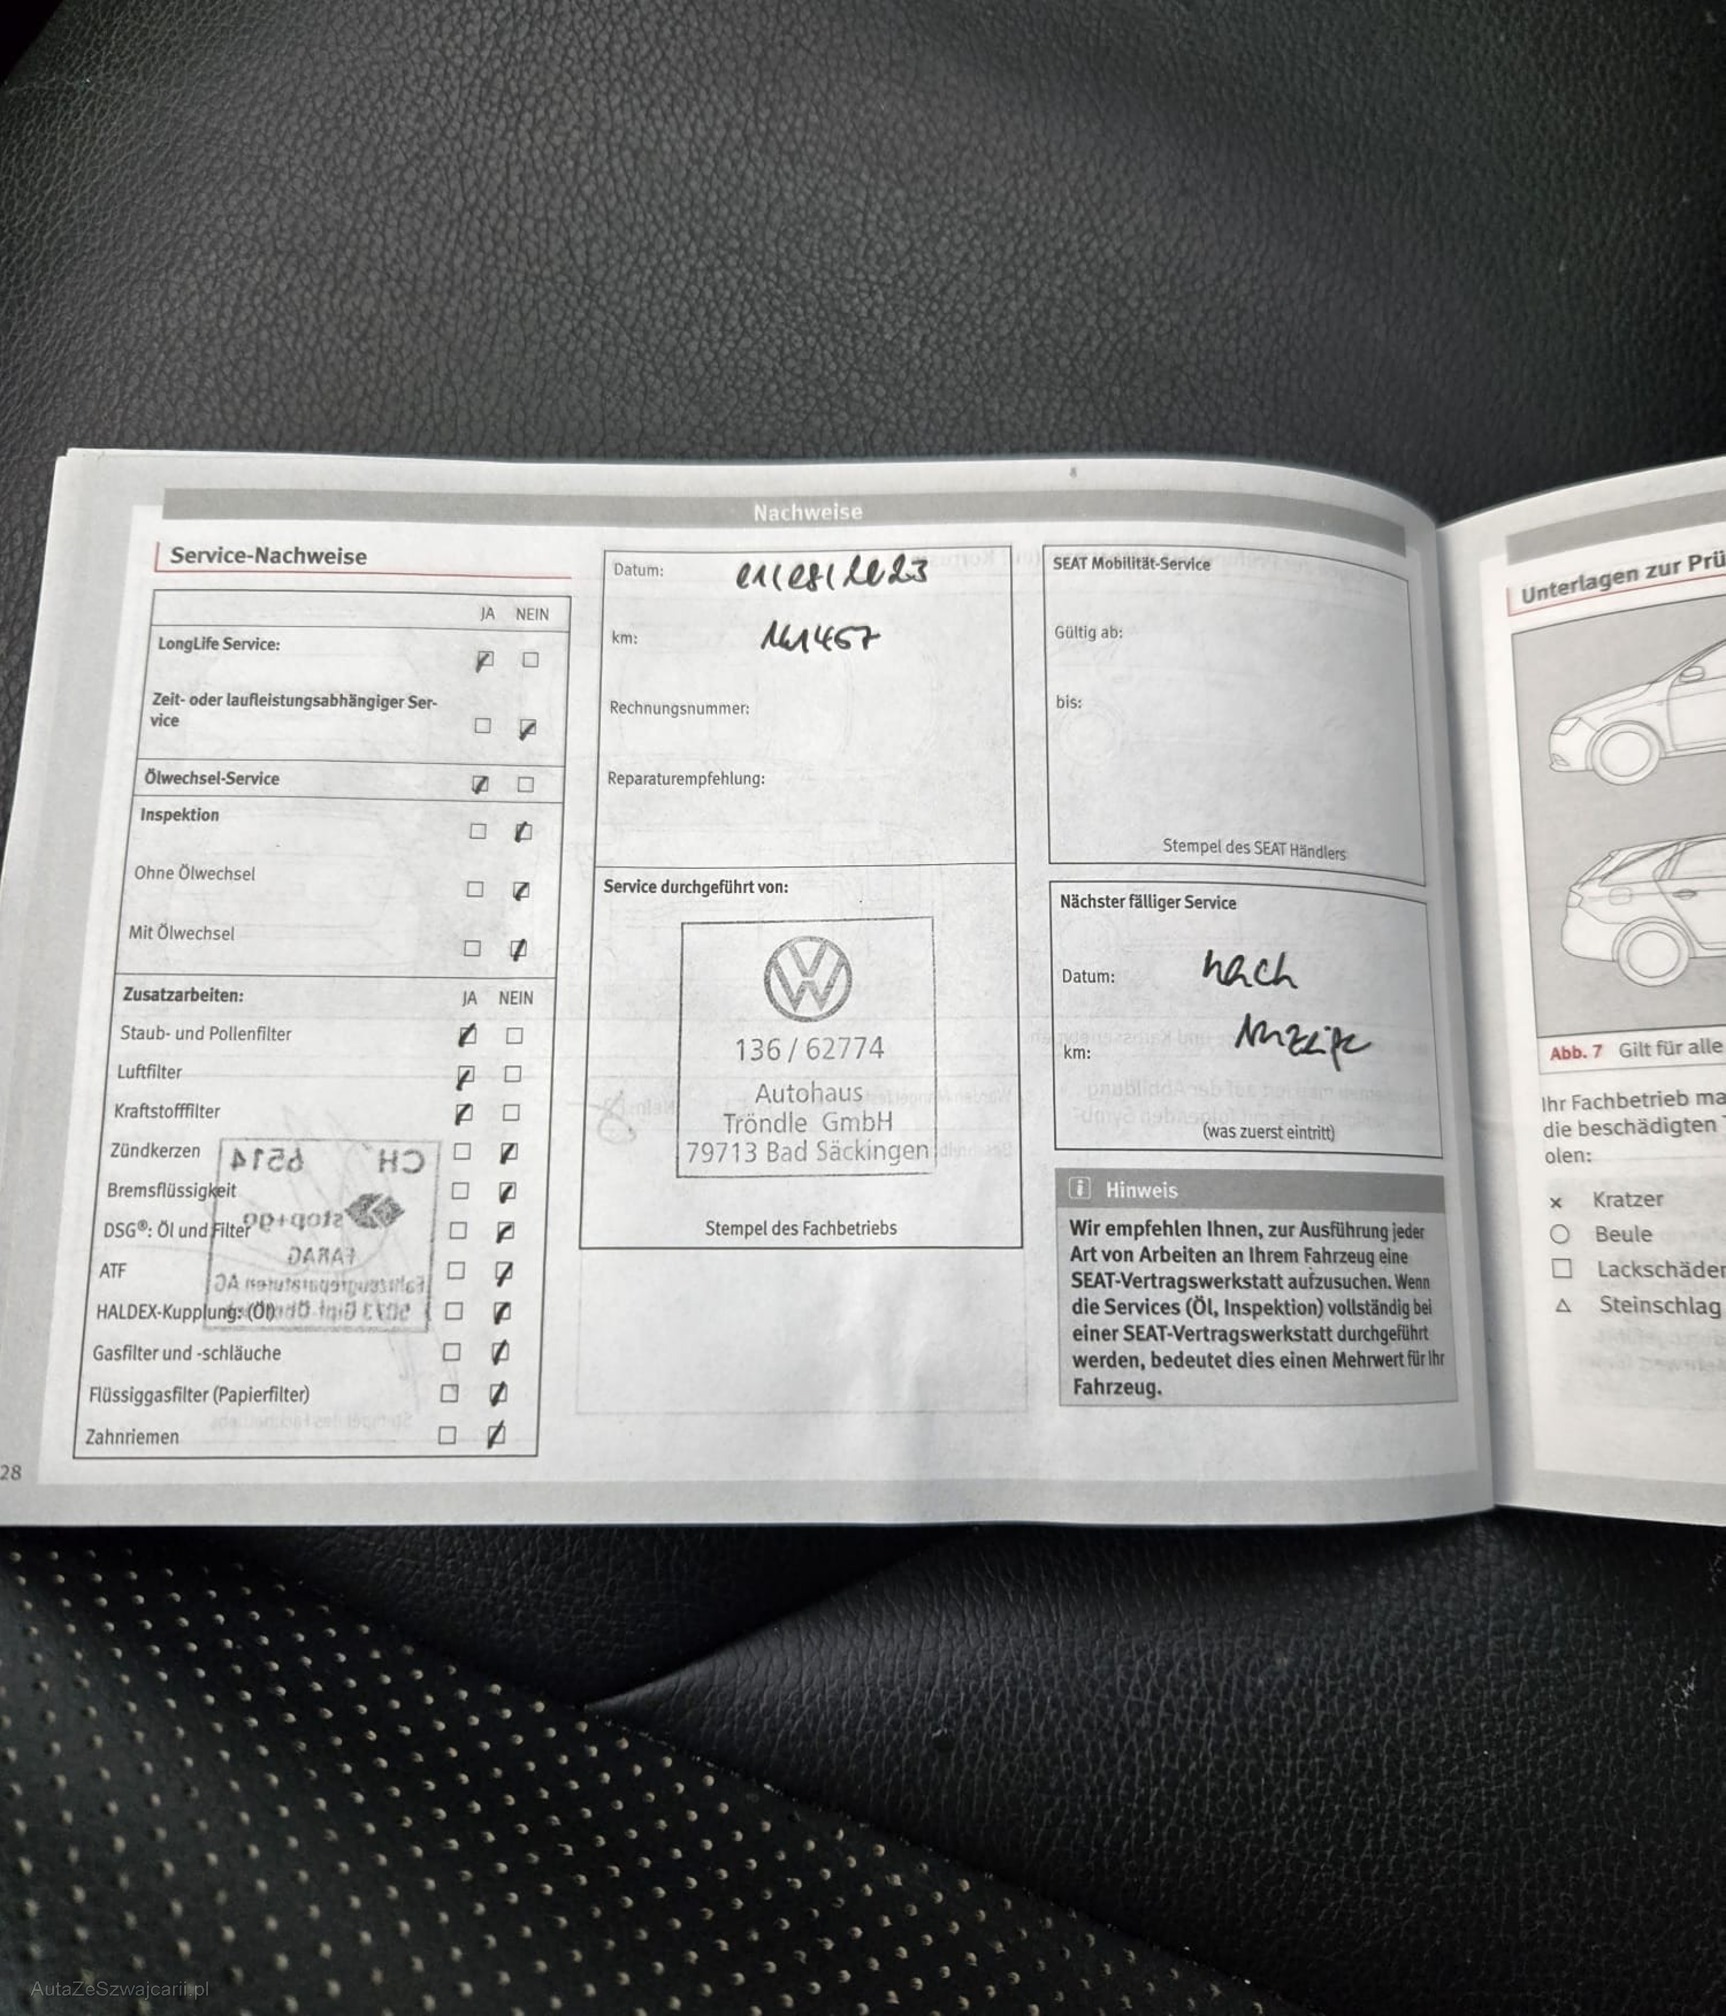 Nachweise
Service-Nachweise
JA NEIN
LongLife Service:
Zeit- oder laufleistungsabhängiger Ser-
vice
Ölwechsel-Service
Inspektion
Ohne Ölwechsel
Mit Ölwechsel
Zusatzarbeiten: JA NEIN
Staub- und Pollenfilter
Luftfilter
Kraftstofffilter
Zündkerzen
Bremsflüssigkeit
DSG®: Öl und Filter
ATF
HALDEX-Kupplung: (Öl)
Gasfilter und -schläuche
Flüssiggasfilter (Papierfilter)
Zahnriemen
28
CH 6514
stop+go
Datum: 01/08/2023
km:
Rechnungsnummer:
Reparaturempfehlung:
Service durchgeführt von:
136 / 62774
Autohaus
Tröndle GmbH
79713 Bad Säckingen
Stempel des Fachbetriebs
SEAT Mobilität-Service
Gültig ab:
bis:
Stempel des SEAT Händlers
Nächster fälliger Service
Datum: nach
km: Anzeige
(was zuerst eintritt)
i Hinweis
Wir empfehlen Ihnen, zur Ausführung jeder
Art von Arbeiten an Ihrem Fahrzeug eine
SEAT-Vertragswerkstatt aufzusuchen. Wenn
die Services (Öl, Inspektion) vollständig bei
einer SEAT-Vertragswerkstatt durchgeführt
werden, bedeutet dies einen Mehrwert für Ihr
Fahrzeug.
Unterlagen zur Prü
Abb. 7 Gilt für alle
Ihr Fachbetrieb ma
die beschädigten
olen:
× Kratzer
Beule
Lackschäder
Steinschlag
AutaZeSzwajcarii.pl